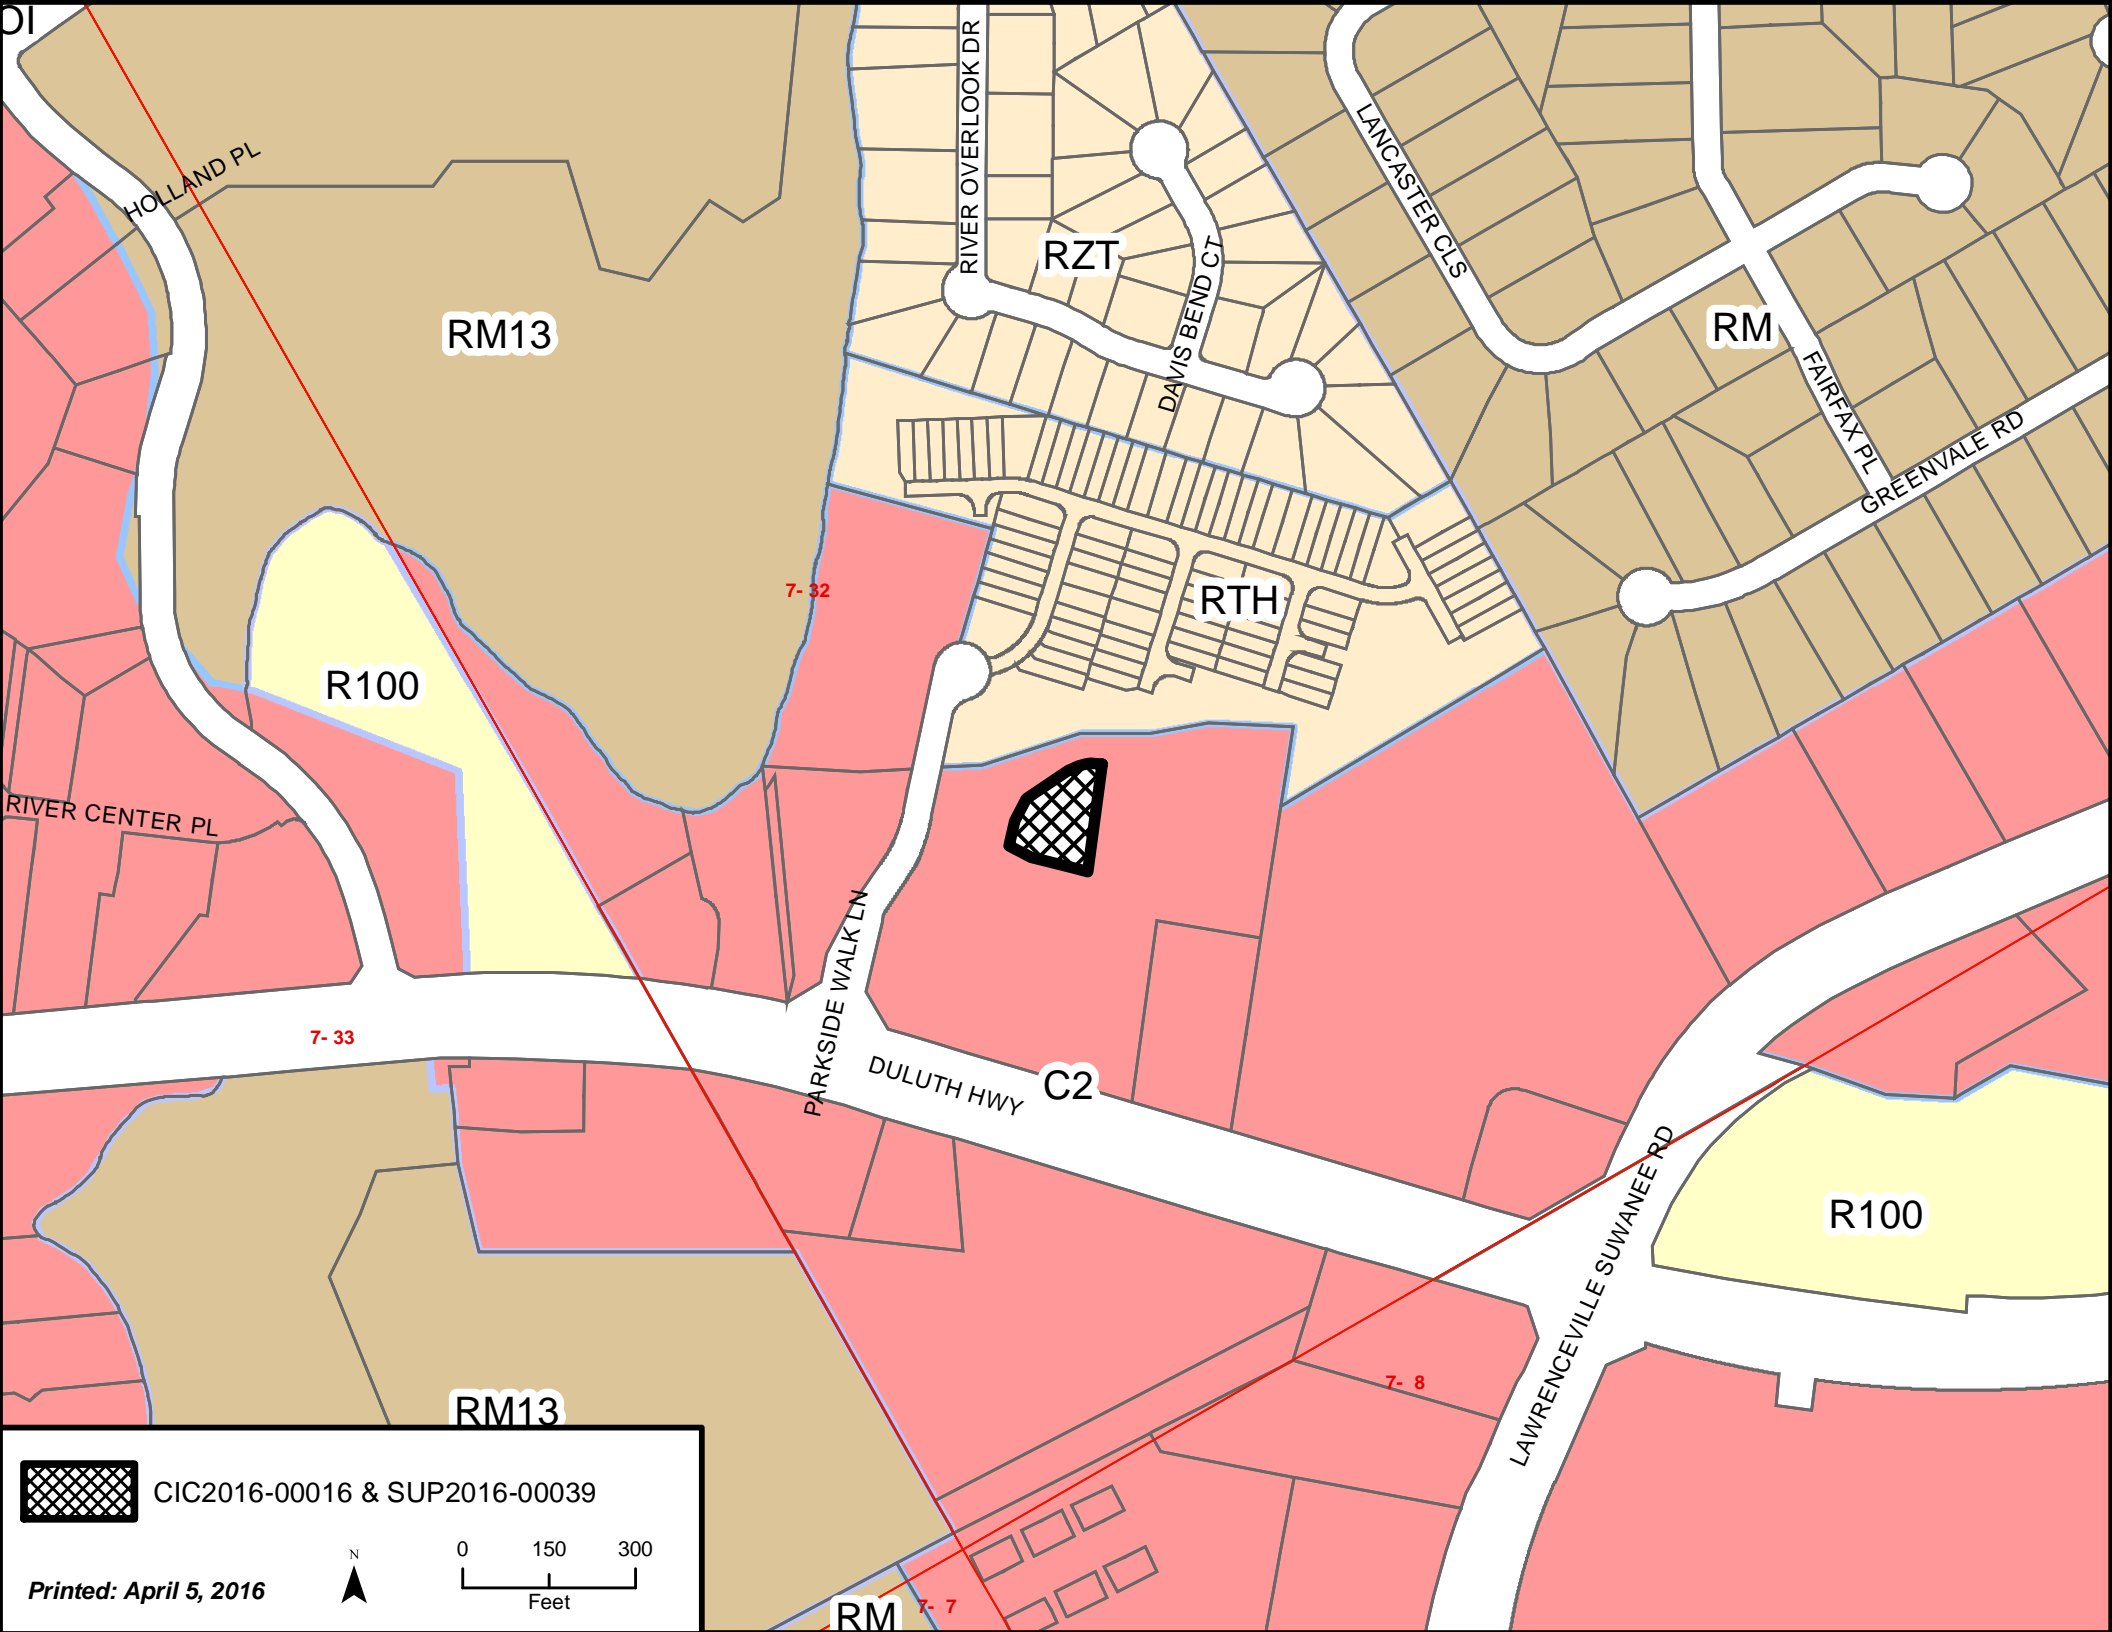 OI
HOLLAND PL
RIVER OVERLOOK DR
LANCASTER CLS
RZT
DAVIS BEND CT
RM13
RM
FAIRFAX PL
GREENVALE RD
7- 32
RTH
R100
RIVER CENTER PL
PARKSIDE WALK LN
7- 33
DULUTH HWY
C2
R100
LAWRENCEVILLE SUWANEE RD
7- 8
RM13
CIC2016-00016 & SUP2016-00039
Printed: April 5, 2016
N
0 150 300
Feet
RM
7- 7